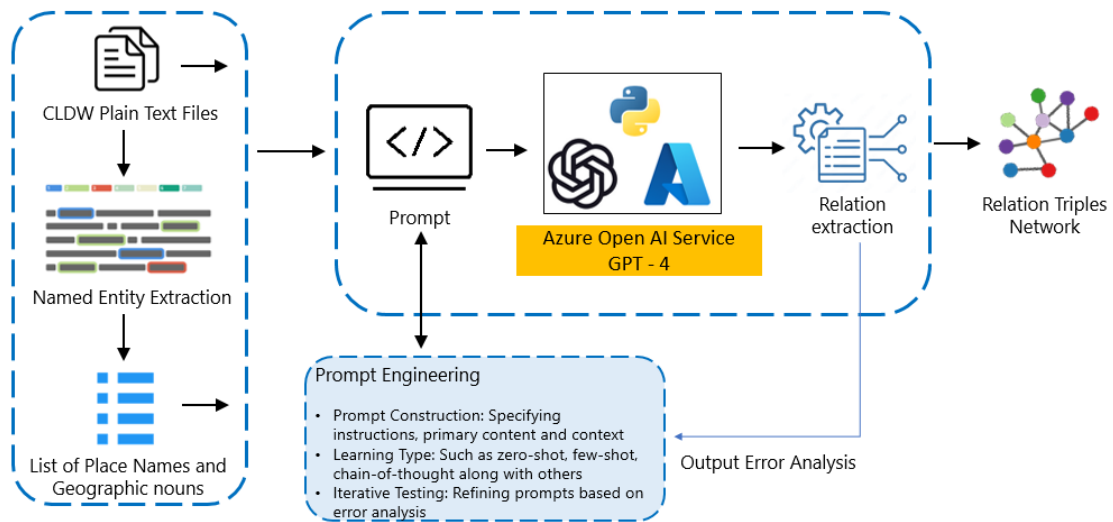 CLDW Plain Text Files
Named Entity Extraction
List of Place Names and
Geographic nouns
</>
Prompt
Azure Open AI Service
GPT - 4
Relation
extraction
Relation Triples
Network
Prompt Engineering
• Prompt Construction: Specifying
instructions, primary content and context
• Learning Type: Such as zero-shot, few-shot,
chain-of-thought along with others
• Iterative Testing: Refining prompts based on
error analysis
Output Error Analysis